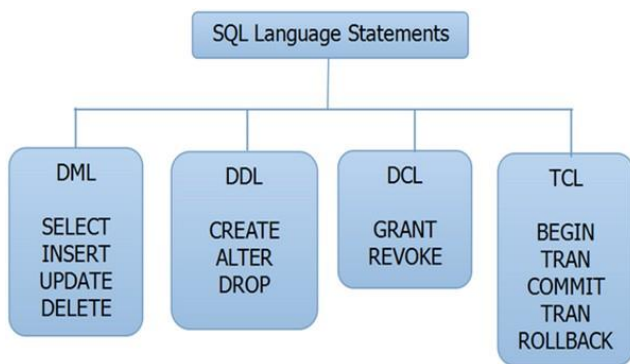 SQL Language Statements
DML
SELECT
INSERT
UPDATE
DELETE
DDL
CREATE
ALTER
DROP
DCL
GRANT
REVOKE
TCL
BEGIN
TRAN
COMMIT
TRAN
ROLLBACK